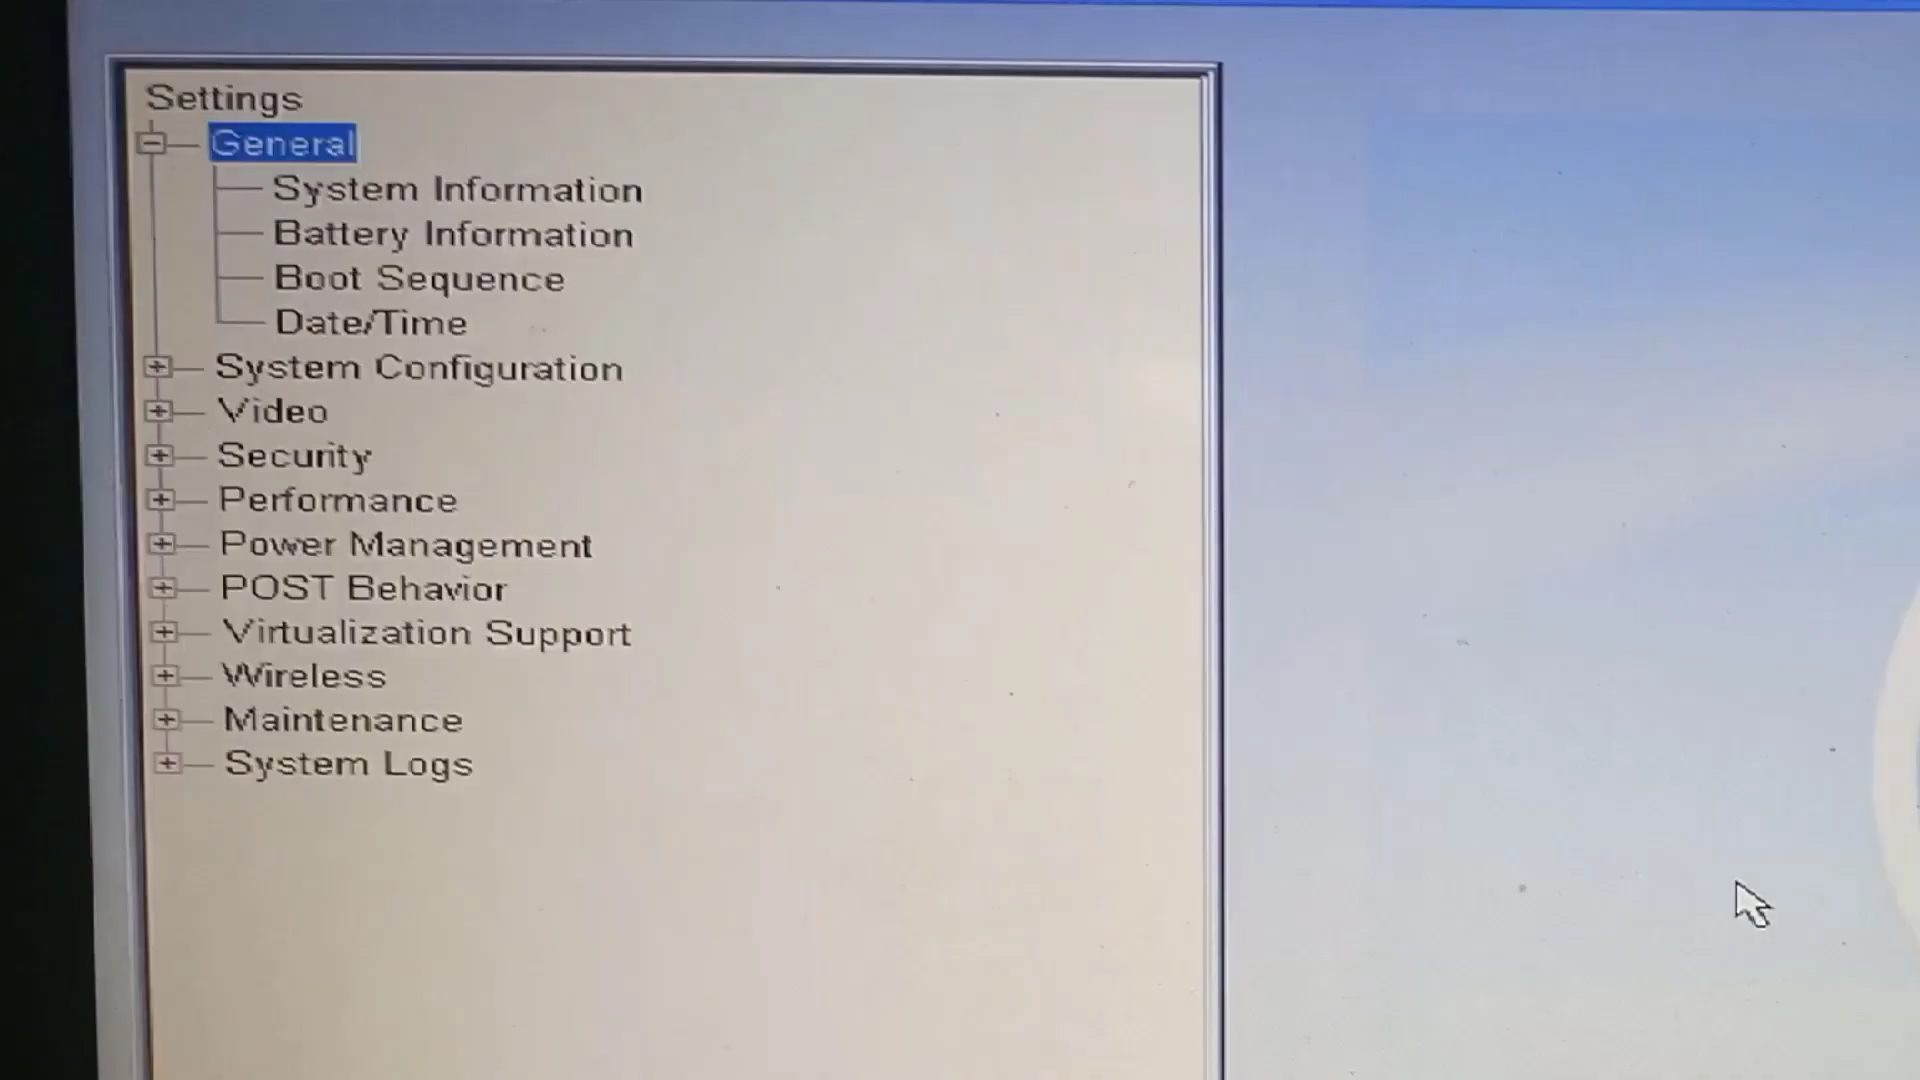 Settings
General
System Information
Battery Information
Boot Sequence
Date/Time
System Configuration
Video
Security
Performance
Power Management
POST Behavior
Virtualization Support
Wireless
Maintenance
System Logs